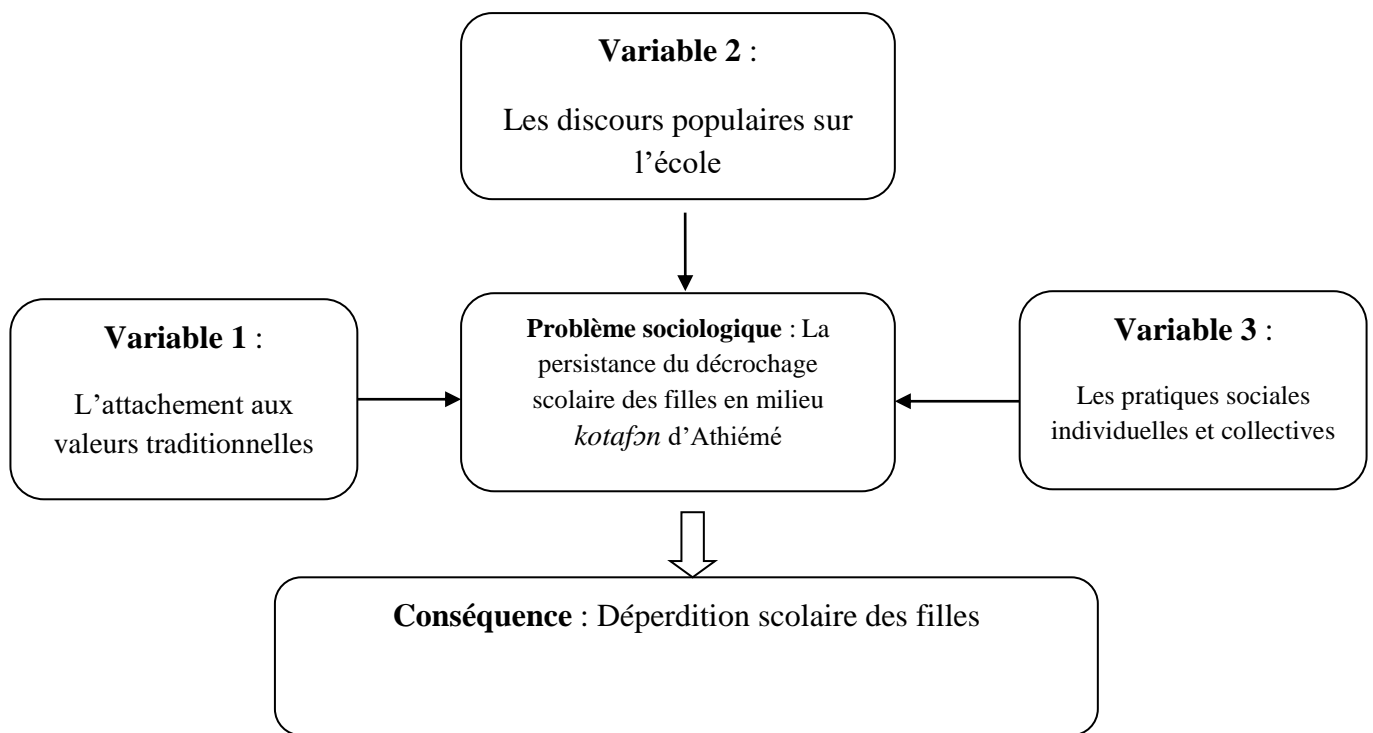 Variable 2 :
Les discours populaires sur
l’école
Variable 1 :
L’attachement aux
valeurs traditionnelles
Problème sociologique : La
persistance du décrochage
scolaire des filles en milieu
kotafɔn d’Athiémé
Variable 3 :
Les pratiques sociales
individuelles et collectives
Conséquence : Déperdition scolaire des filles